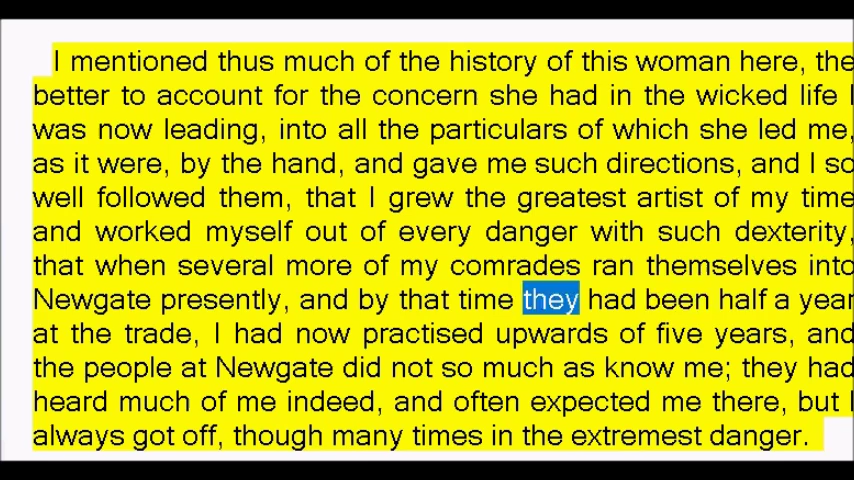 I mentioned thus much of the history of this woman here, the
better to account for the concern she had in the wicked life I
was now leading, into all the particulars of which she led me,
as it were, by the hand, and gave me such directions, and I so
well followed them, that I grew the greatest artist of my time
and worked myself out of every danger with such dexterity,
that when several more of my comrades ran themselves into
Newgate presently, and by that time they had been half a year
at the trade, I had now practised upwards of five years, and
the people at Newgate did not so much as know me; they had
heard much of me indeed, and often expected me there, but I
always got off, though many times in the extremest danger.